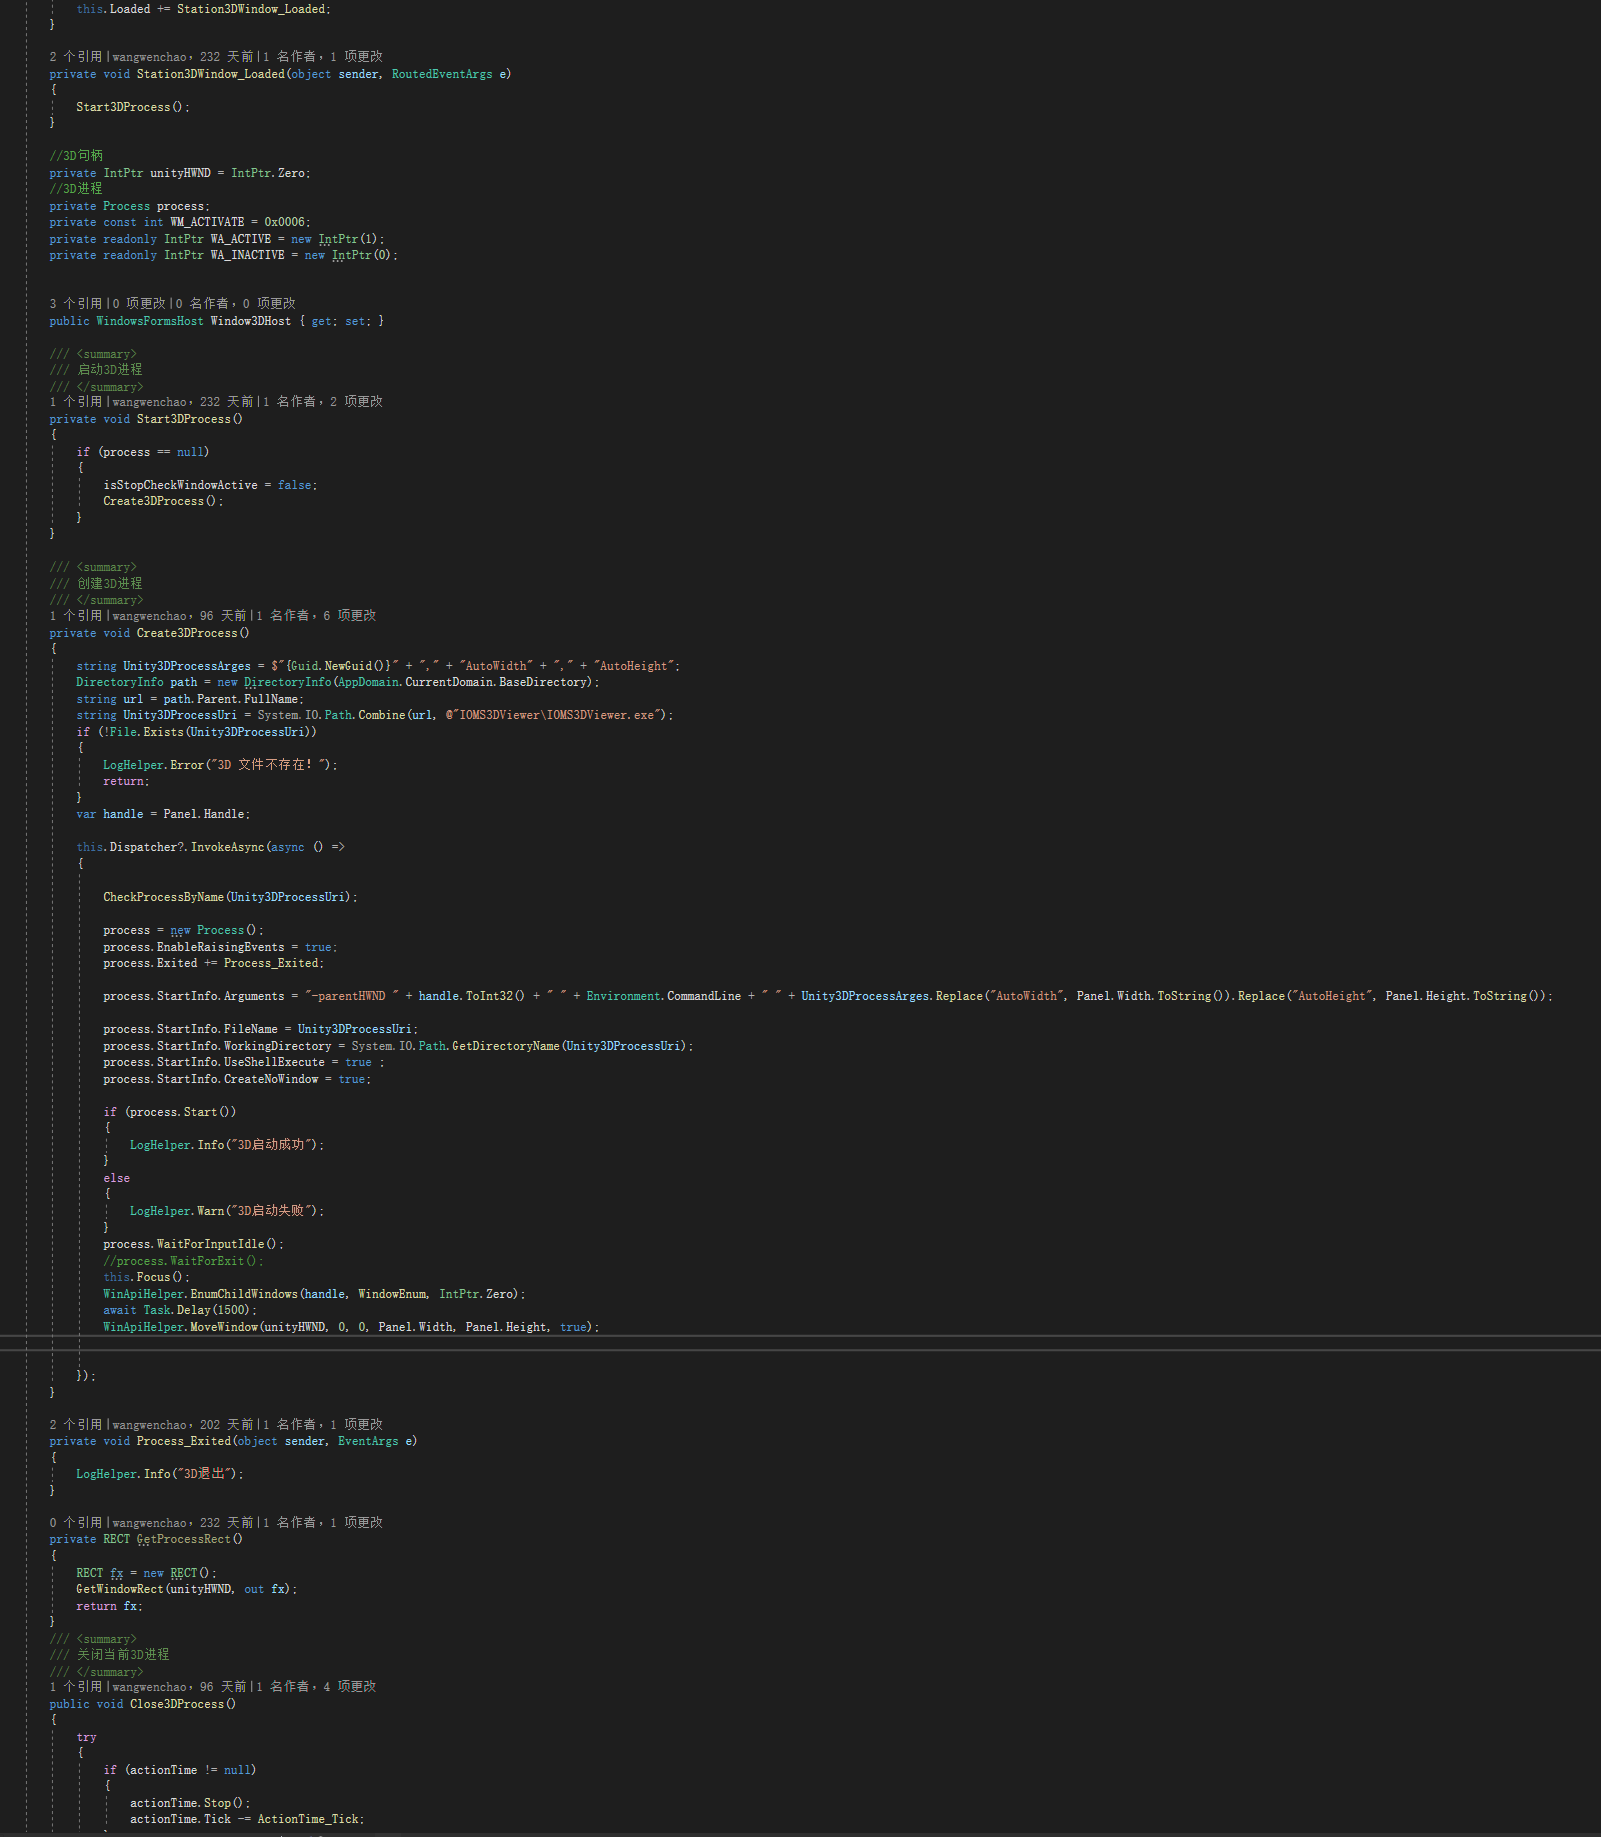 this.Loaded += Station3DWindow_Loaded;
}
2 个引用|wangwenchao，232 天前|1 名作者，1 项更改
private void Station3DWindow_Loaded(object sender, RoutedEventArgs e)
{
Start3DProcess();
}
//3D句柄
private IntPtr unityHWND = IntPtr.Zero;
//3D进程
private Process process;
private const int WM_ACTIVATE = 0x0006;
private readonly IntPtr WA_ACTIVE = new IntPtr(1);
private readonly IntPtr WA_INACTIVE = new IntPtr(0);
3 个引用|0 项更改|0 名作者，0 项更改
public WindowsFormsHost Window3DHost { get; set; }
/// <summary>
/// 启动3D进程
/// </summary>
1 个引用|wangwenchao，232 天前|1 名作者，2 项更改
private void Start3DProcess()
{
if (process == null)
{
isStopCheckWindowActive = false;
Create3DProcess();
}
}
/// <summary>
/// 创建3D进程
/// </summary>
1 个引用|wangwenchao，96 天前|1 名作者，6 项更改
private void Create3DProcess()
{
string Unity3DProcessArges = $"{Guid.NewGuid()}" + "," + "AutoWidth" + "," + "AutoHeight";
DirectoryInfo path = new DirectoryInfo(AppDomain.CurrentDomain.BaseDirectory);
string url = path.Parent.FullName;
string Unity3DProcessUri = System.IO.Path.Combine(url, @"IOMS3DViewer\IOMS3DViewer.exe");
if (!File.Exists(Unity3DProcessUri))
{
LogHelper.Error("3D 文件不存在！");
return;
}
var handle = Panel.Handle;
this.Dispatcher?.InvokeAsync(async () =>
{
CheckProcessByName(Unity3DProcessUri);
process = new Process();
process.EnableRaisingEvents = true;
process.Exited += Process_Exited;
process.StartInfo.Arguments = "-parentHWND " + handle.ToInt32() + " " + Environment.CommandLine + " " + Unity3DProcessArges.Replace("AutoWidth", Panel.Width.ToString()).Replace("AutoHeight", Panel.Height.ToString());
process.StartInfo.FileName = Unity3DProcessUri;
process.StartInfo.WorkingDirectory = System.IO.Path.GetDirectoryName(Unity3DProcessUri);
process.StartInfo.UseShellExecute = true ;
process.StartInfo.CreateNoWindow = true;
if (process.Start())
{
LogHelper.Info("3D启动成功");
}
else
{
LogHelper.Warn("3D启动失败");
}
process.WaitForInputIdle();
//process.WaitForExit();
this.Focus();
WinApiHelper.EnumChildWindows(handle, WindowEnum, IntPtr.Zero);
await Task.Delay(1500);
WinApiHelper.MoveWindow(unityHWND, 0, 0, Panel.Width, Panel.Height, true);
});
}
2 个引用|wangwenchao，202 天前|1 名作者，1 项更改
private void Process_Exited(object sender, EventArgs e)
{
LogHelper.Info("3D退出");
}
0 个引用|wangwenchao，232 天前|1 名作者，1 项更改
private RECT GetProcessRect()
{
RECT fx = new RECT();
GetWindowRect(unityHWND, out fx);
return fx;
}
/// <summary>
/// 关闭当前3D进程
/// </summary>
1 个引用|wangwenchao，96 天前|1 名作者，4 项更改
public void Close3DProcess()
{
try
{
if (actionTime != null)
{
actionTime.Stop();
actionTime.Tick -= ActionTime_Tick;